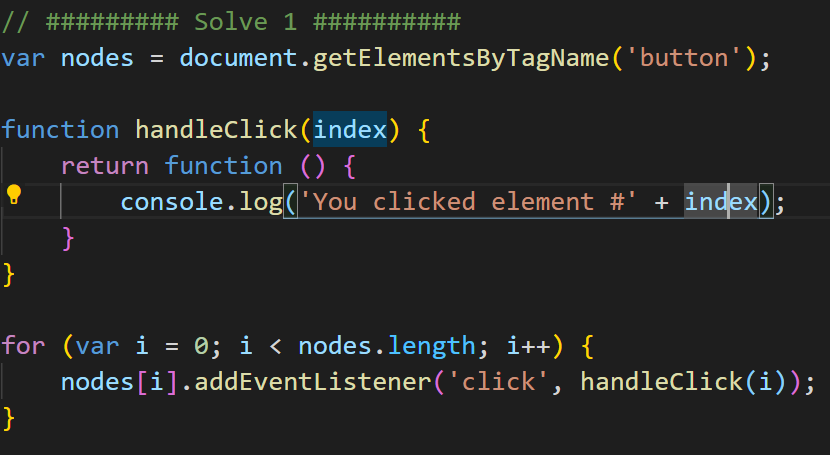 // ######### Solve 1 ##########
var nodes = document.getElementsByTagName('button');
function handleClick(index) {
return function () {
console.log('You clicked element #' + index);
}
}
for (var i = 0; i < nodes.length; i++) {
nodes[i].addEventListener('click', handleClick(i));
}